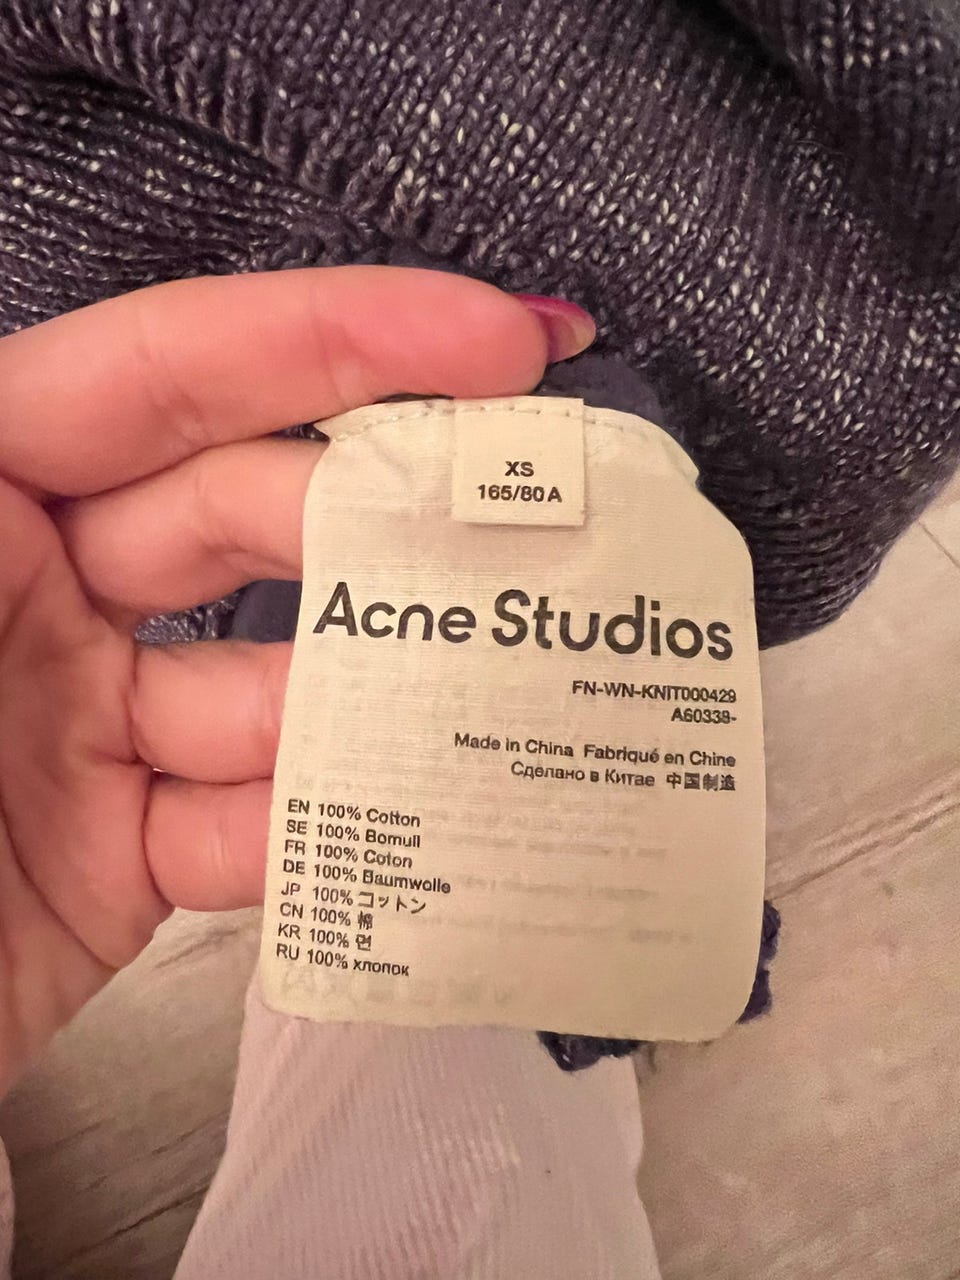 XS
165/80A
Acne Studios
FN-WN-KNIT000429
A60339-
Made in China Fabriqué en Chine
Сделано в Китае 中国制造
EN 100% Cotton
SE 100% Bomull
FR 100% Coton
DE 100% Baumwolle
JP 100% コットン
CN 100% 棉
KR 100% 면
RU 100% хлопок